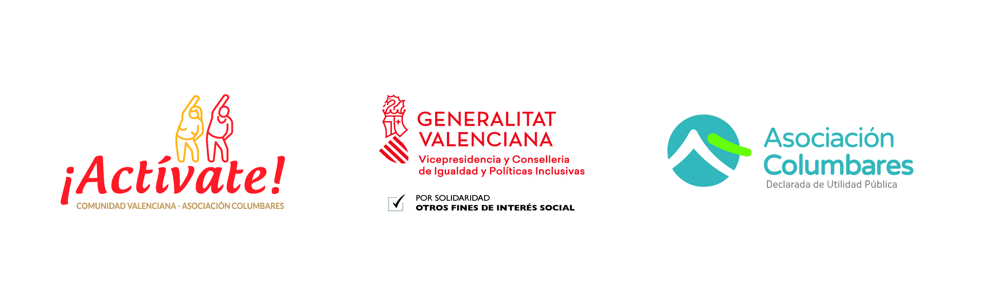 ¡Actívate!
COMUNIDAD VALENCIANA - ASOCIACIÓN COLUMBARES
GENERALITAT
VALENCIANA
Vicepresidencia y Conselleria
de Igualdad y Políticas Inclusivas
POR SOLIDARIDAD
OTROS FINES DE INTERÉS SOCIAL
Asociación
Columbares
Declarada de Utilidad Pública